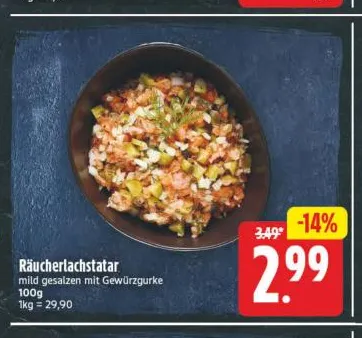 Räucherlachstatar
mild gesalzen mit Gewürzgurke
100g
1kg = 29,90
3.49* -14%
2.99